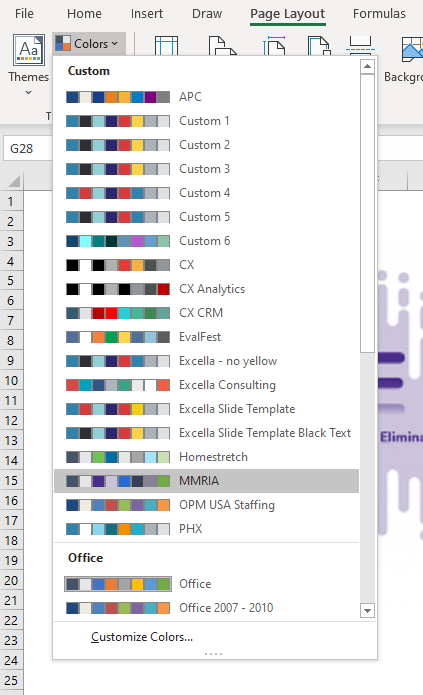 File Home Insert Draw Page Layout Formulas
Colors
Themes
Backgro
Custom
APC
Custom 1
Custom 2
Custom 3
Custom 4
Custom 5
Custom 6
CX
CX Analytics
CX CRM
EvalFest
Excella - no yellow
Excella Consulting
Excella Slide Template
Excella Slide Template Black Text
Homestretch
MMRIA
OPM USA Staffing
PHX
Office
Office
Office 2007 - 2010
Customize Colors...
G28
1
2
3
4
5
6
7
8
9
10
11
12
13
14
15
16
17
18
19
20
21
22
23
24
25
Elimina